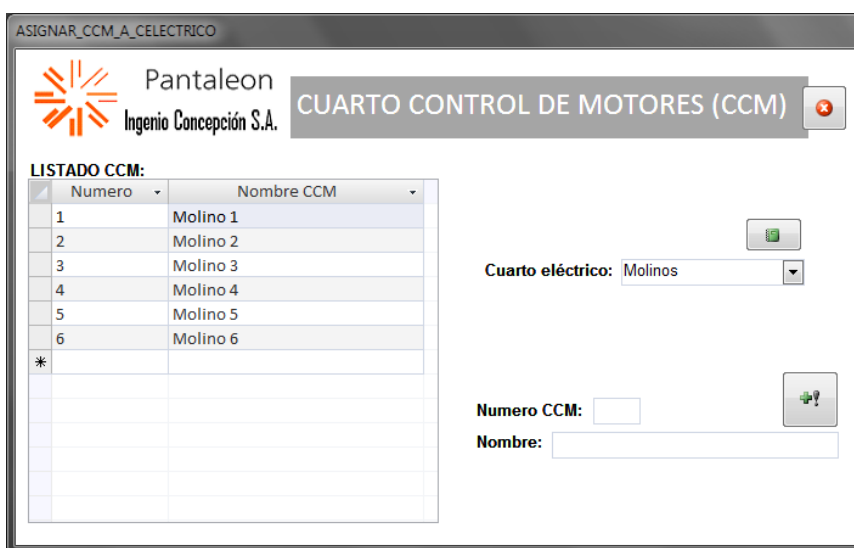 ASIGNAR_CCM_A_CELECTRICO
Pantaleon
Ingenio Concepción S.A.
CUARTO CONTROL DE MOTORES (CCM)
LISTADO CCM:
Numero Nombre CCM
1 Molino 1
2 Molino 2
3 Molino 3
4 Molino 4
5 Molino 5
6 Molino 6
Cuarto eléctrico: Molinos
Numero CCM:
Nombre: